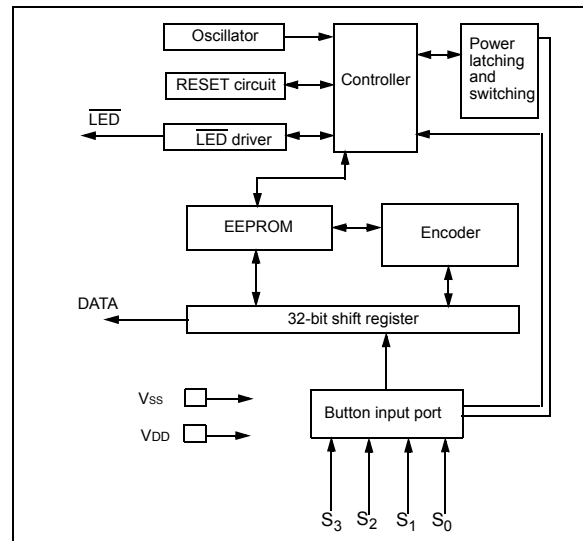 Oscillator
RESET circuit
LED
LED driver
Controller
Power
latching
and
switching
EEPROM
Encoder
DATA
32-bit shift register
VSS
VDD
Button input port
S3 S2 S1 S0